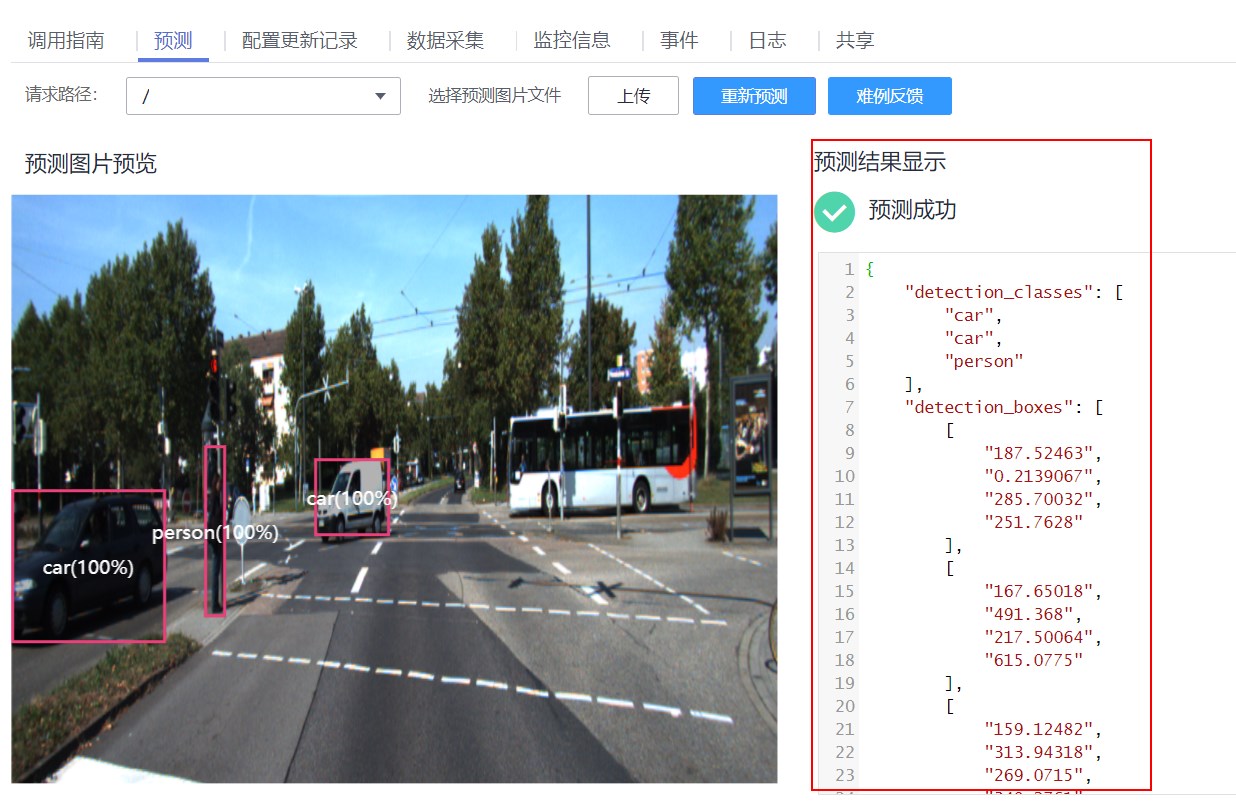 调用指南 预测 配置更新记录 数据采集 监控信息 事件 日志 共享
请求路径: / 选择预测图片文件 上传 重新预测 难例反馈
预测图片预览
car(100%)
person(100%)
car(100%)
预测结果显示
预测成功
1 {
2 "detection_classes": [
3 "car",
4 "car",
5 "person"
6 ],
7 "detection_boxes": [
8 [
9 "187.52463",
10 "0.2139067",
11 "285.70032",
12 "251.7628"
13 ],
14 [
15 "167.65018",
16 "491.368",
17 "217.50064",
18 "615.0775"
19 ],
20 [
21 "159.12482",
22 "313.94318",
23 "269.0715",